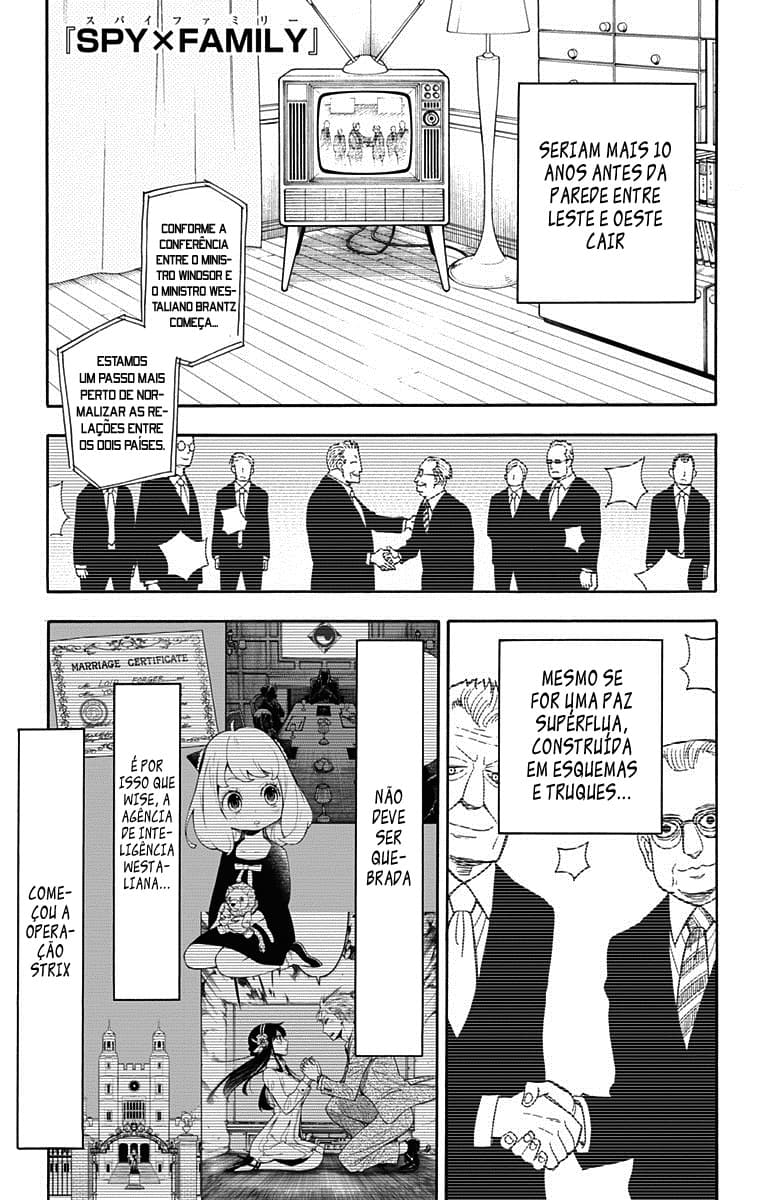 スパイファミリー
『SPY×FAMILY』
SERIAM MAIS 10
ANOS ANTES DA
PAREDE ENTRE
LESTE E OESTE
CAIR
CONFORME A
CONFERÊNCIA
ENTRE O MINIS-
TRO WINDSOR E
O MINISTRO WES-
TALIANO BRANTZ
COMEÇA...
ESTAMOS
UM PASSO MAIS
PERTO DE NOR-
MALIZAR AS RE-
LAÇÕES ENTRE
OS DOIS PAÍSES.
MESMO SE
FOR UMA PAZ
SUPÉRFLUA,
CONSTRUÍDA
EM ESQUEMAS
E TRUQUES...
NÃO
DEVE
SER QUE-
BRADA
MARRIAGE CERTIFICATE
LOID FORGER
É POR
ISSO QUE
WISE, A
AGÊNCIA
DE INTE-
LIGÊNCIA
WESTA-
LIANA...
COME-
ÇOU A
OPERA-
ÇÃO
STRIX